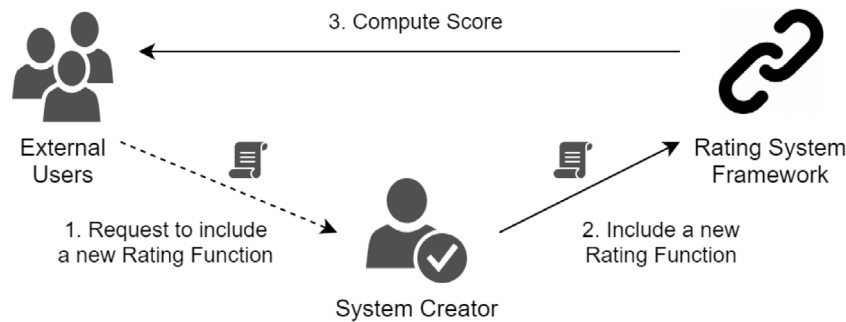 3. Compute Score
External
Users
Rating System
Framework
1. Request to include
a new Rating Function
2. Include a new
Rating Function
System Creator